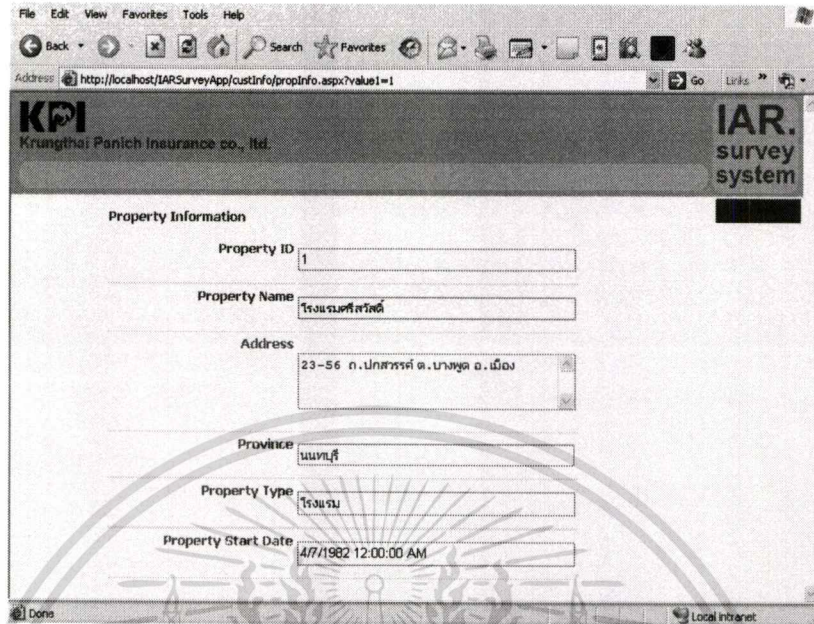 File Edit View Favorites Tools Help
Back Search Favorites
Address http://localhost/IARSurveyApp/custInfo/propInfo.aspx?value1=1 Go Links »
KPI IAR.
Krungthai Panich Insurance co., ltd. survey
system
Property Information
Property ID 1
Property Name โรงแรมศรีสวัสดิ์
Address 23-56 ถ.ปกสวรรค์ ต.บางพูด อ.เมือง
Province นนทบุรี
Property Type โรงแรม
Property Start Date 4/7/1982 12:00:00 AM
Done Local intranet